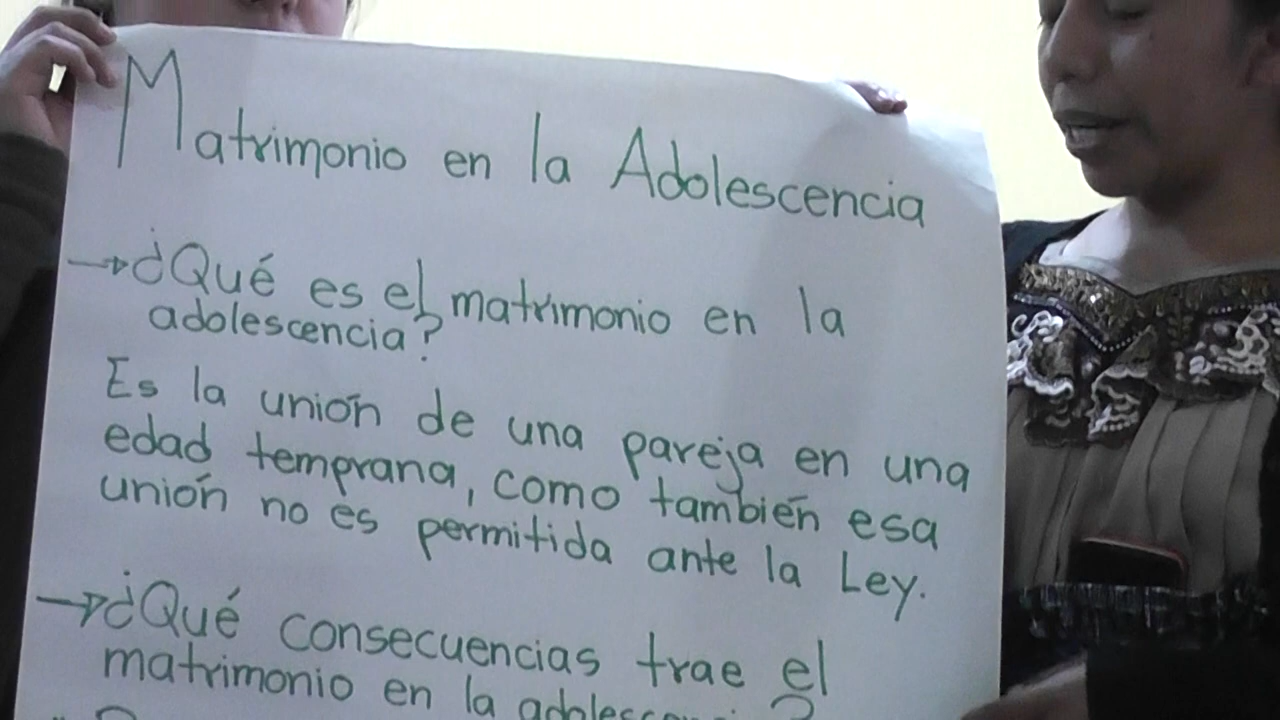 Matrimonio en la Adolescencia
→¿Qué es el matrimonio en la
adolescencia?
Es la unión de una pareja en una
edad temprana, como también esa
unión no es permitida ante la Ley.
→¿Qué consecuencias trae el
matrimonio en la adolescencia?